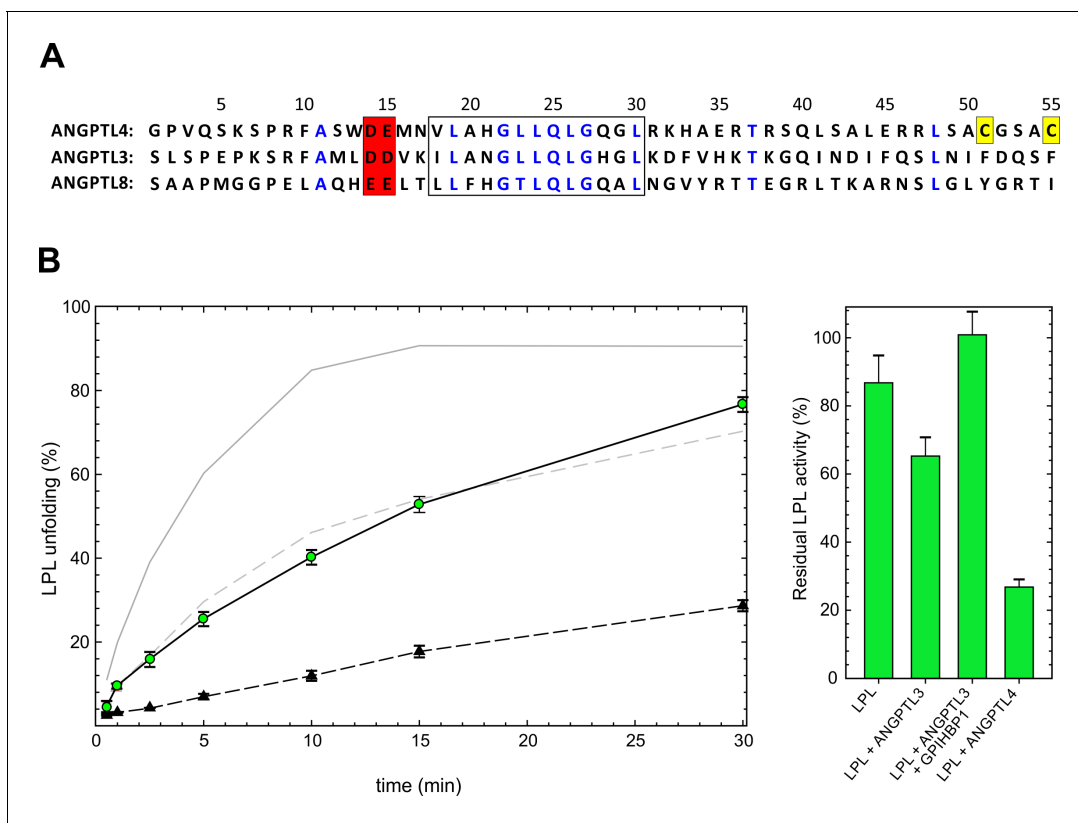 A
5 10 15 20 25 30 35 40 45 50 55
ANGPTL4: G P V Q S K S P R F A S W D E M N V L A H G L L Q L G Q G L R K H A E R T R S Q L S A L E R R L S A C G S A C
ANGPTL3: S L S P E P K S R F A M L D D V K I L A N G L L Q L G H G L K D F V H K T K G Q I N D I F Q S L N I F D Q S F
ANGPTL8: S A A P M G G P E L A Q H E E L T L L F H G T L Q L G Q A L N G V Y R T T E G R L T K A R N S L G L Y G R T I
B
LPL unfolding (%)
100
80
60
40
20
0 5 10 15 20 25 30
time (min)
Residual LPL activity (%)
100
80
60
40
20
0
LPL
LPL + ANGPTL3
LPL + ANGPTL3
+ GPIHBP1
LPL + ANGPTL4